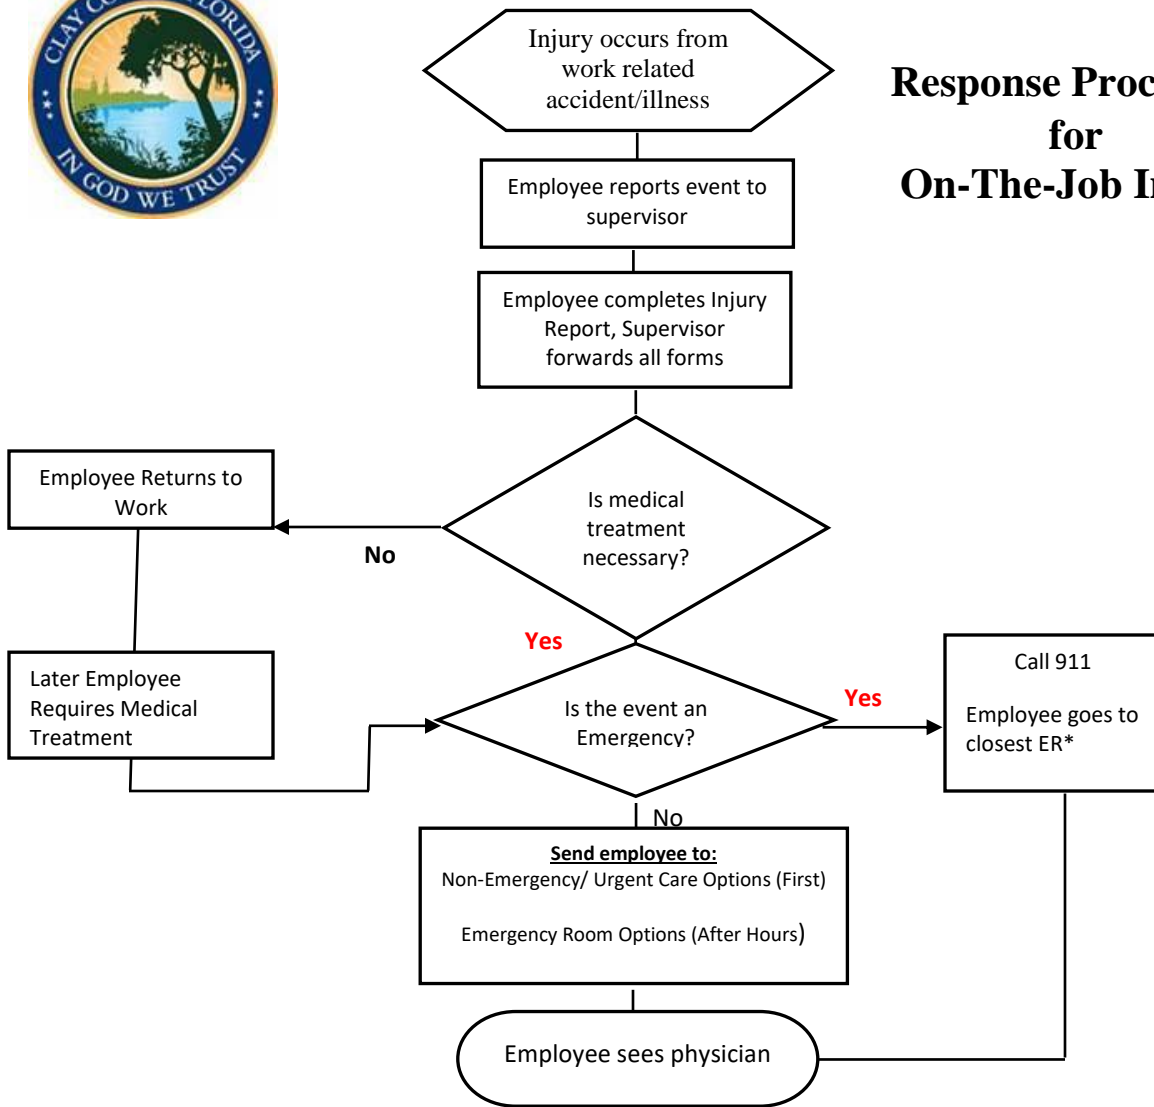 CLAY FLORIDA
IN GOD WE TRUST
Response
for
On-The-Job
Injury occurs from
work related
accident/illness
Employee reports event to
supervisor
Employee completes Injury
Report, Supervisor
forwards all forms
Is medical
treatment
necessary?
No
Employee Returns to
Work
Later Employee
Requires Medical
Treatment
Yes
Is the event an
Emergency?
Yes
Call 911
Employee goes to
closest ER*
No
Send employee to:
Non-Emergency/ Urgent Care Options (First)
Emergency Room Options (After Hours)
Employee sees physician